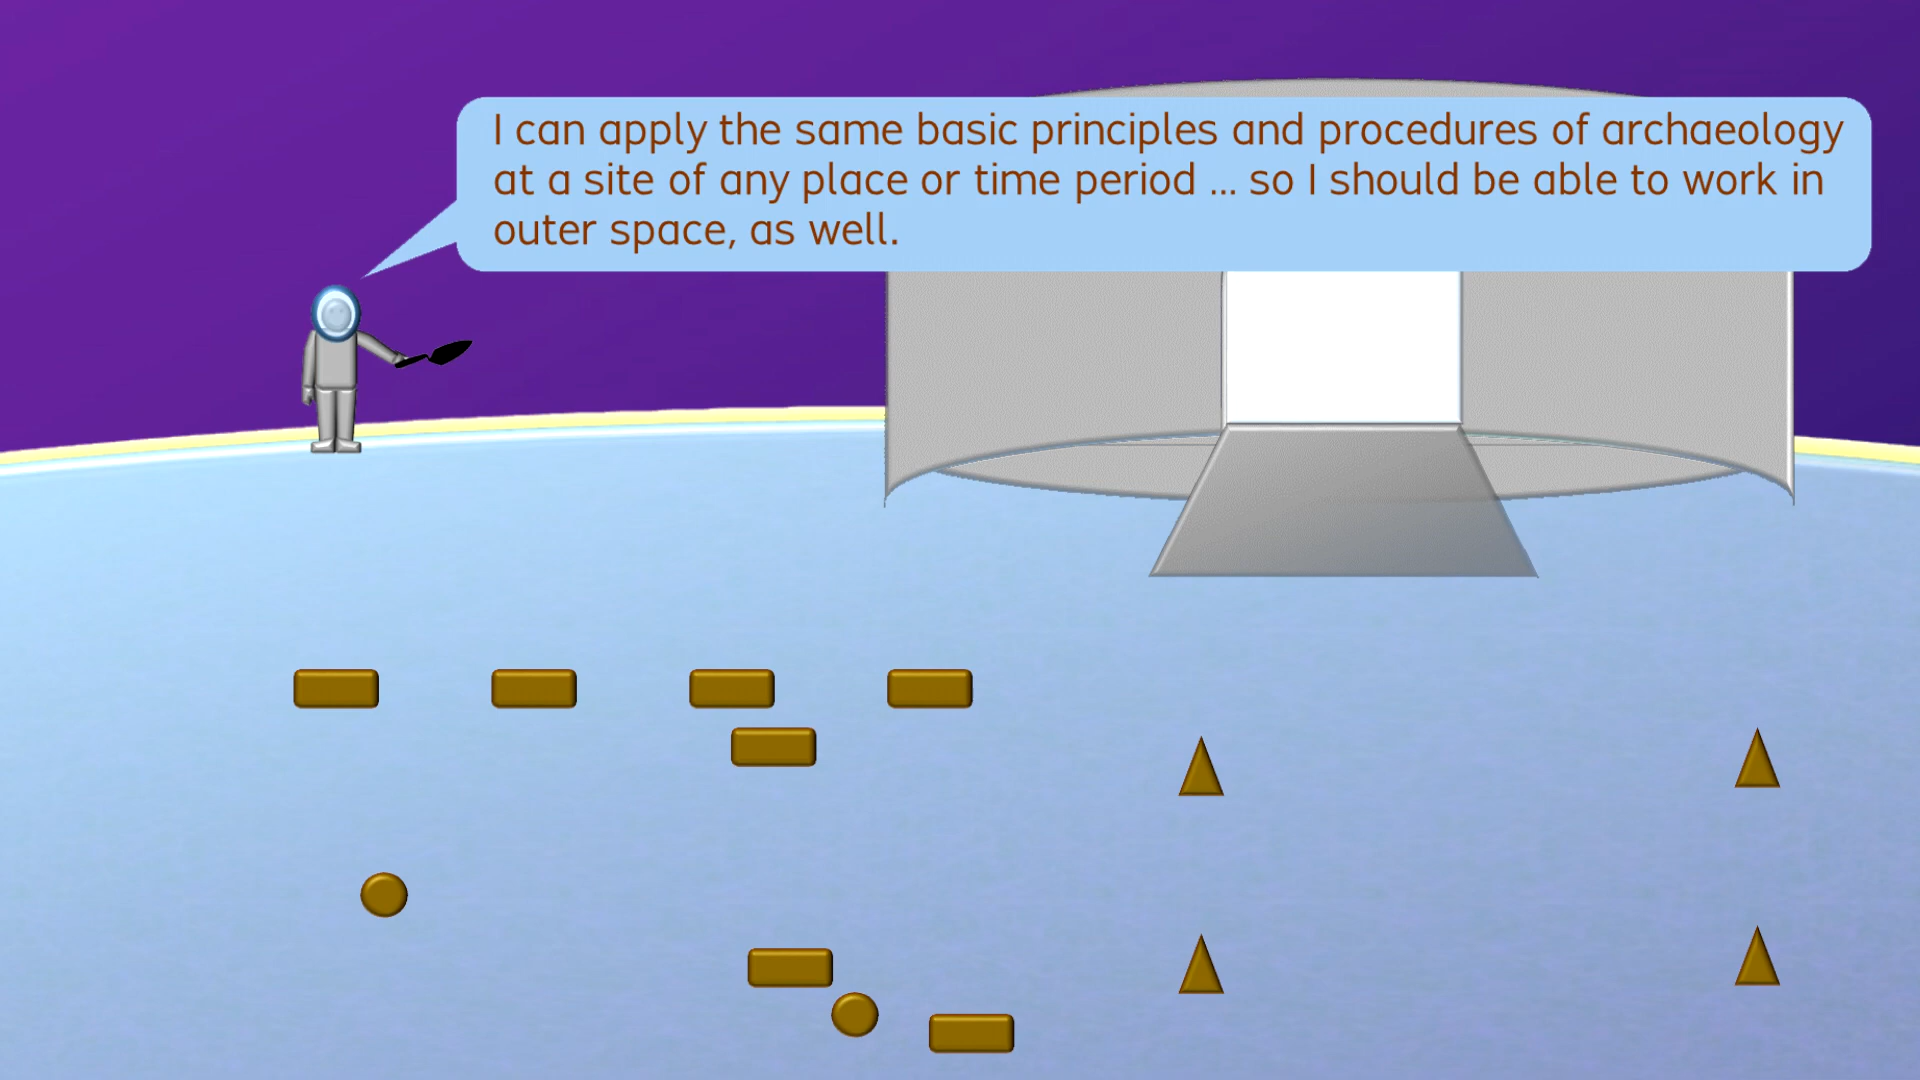 I can apply the same basic principles and procedures of archaeology
at a site of any place or time period ... so I should be able to work in
outer space, as well.